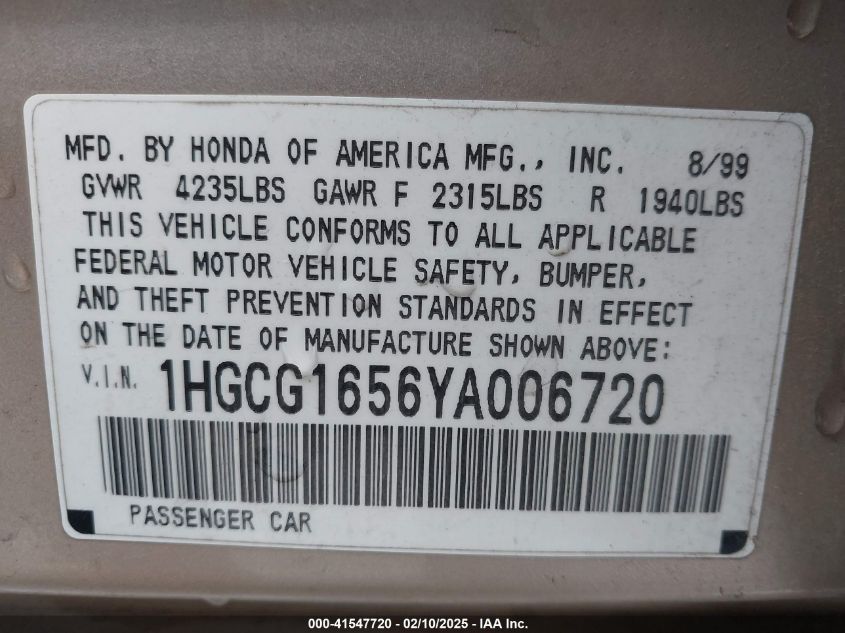 MFD. BY HONDA OF AMERICA MFG., INC. 8/99
GVWR 4235LBS GAWR F 2315LBS R 1940LBS
THIS VEHICLE CONFORMS TO ALL APPLICABLE
FEDERAL MOTOR VEHICLE SAFETY, BUMPER,
AND THEFT PREVENTION STANDARDS IN EFFECT
ON THE DATE OF MANUFACTURE SHOWN ABOVE:
V.I.N. 1HGCG1656YA006720
PASSENGER CAR
000-41547720 - 02/10/2025 - IAA Inc.